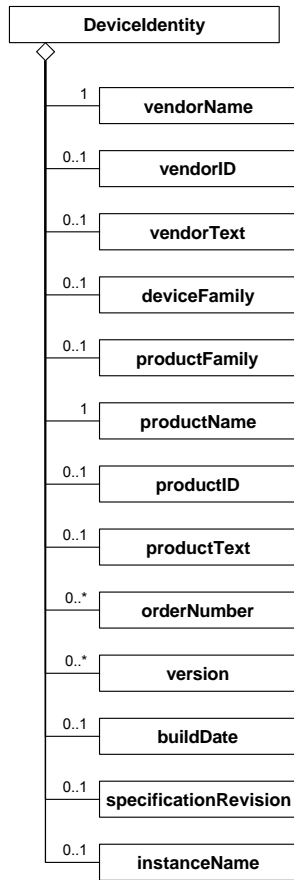 DeviceIdentity
1
vendorName
0..1
vendorID
0..1
vendorText
0..1
deviceFamily
0..1
productFamily
1
productName
0..1
productID
0..1
productText
0..*
orderNumber
0..*
version
0..1
buildDate
0..1
specificationRevision
0..1
instanceName